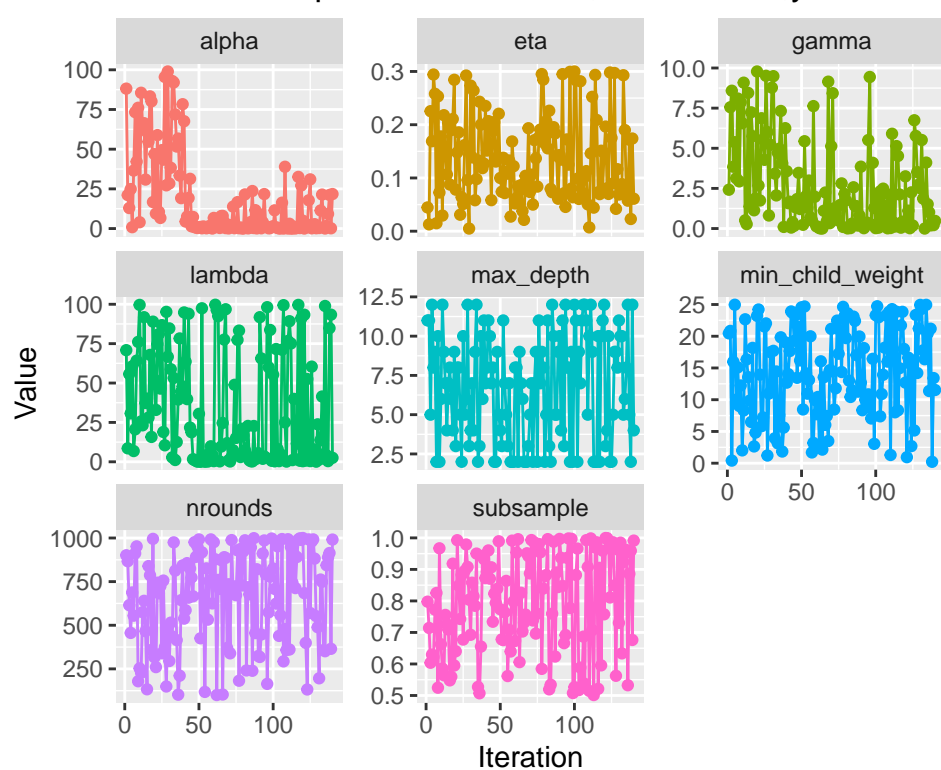 alpha eta gamma
100 75 50 25 0
0.3 0.2 0.1 0.0
10.0 7.5 5.0 2.5 0.0
lambda max_depth min_child_weight
100 75 50 25 0
12.5 10.0 7.5 5.0 2.5
25 20 15 10 5 0
0 50 100
Value
nrounds subsample
1000 750 500 250
1.0 0.9 0.8 0.7 0.6 0.5
0 50 100
0 50 100
Iteration